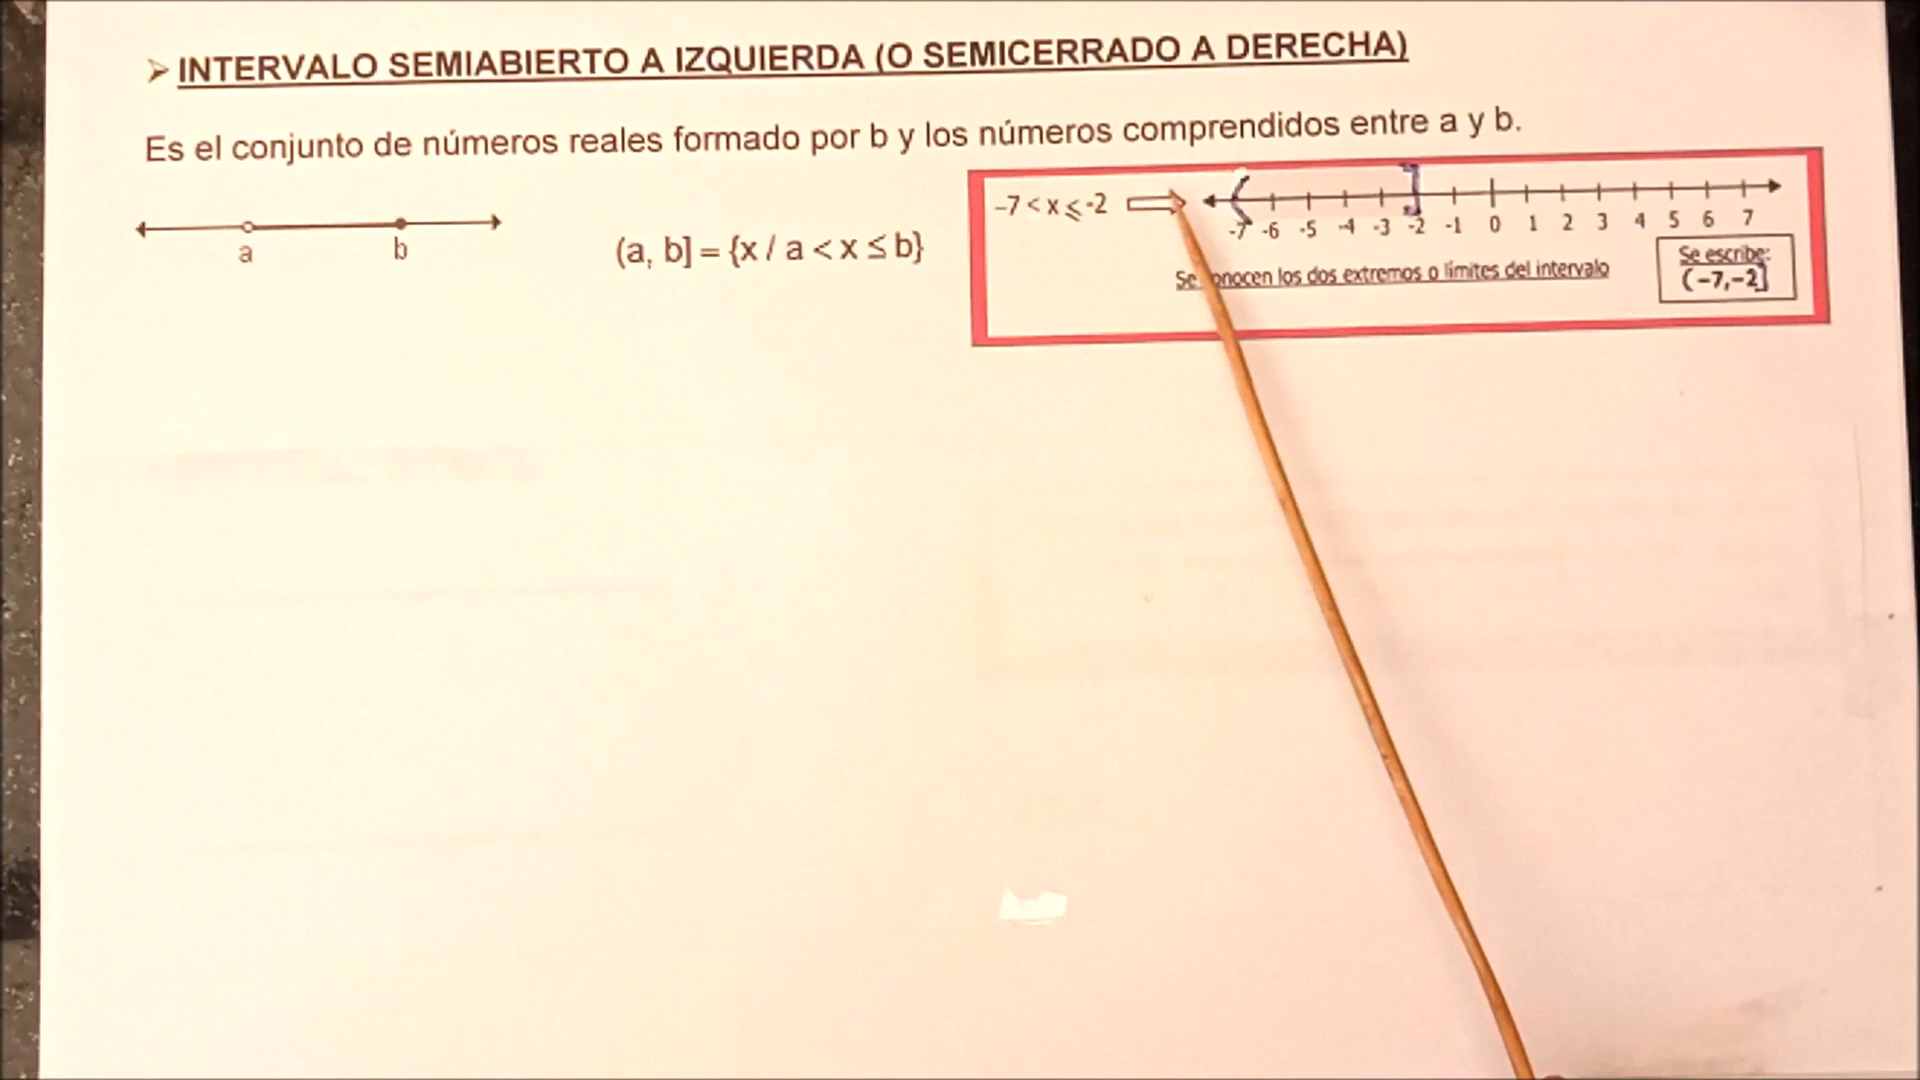 ➢ INTERVALO SEMIABIERTO A IZQUIERDA (O SEMICERRADO A DERECHA)
Es el conjunto de números reales formado por b y los números comprendidos entre a y b.
a b
(a, b] = {x / a < x ≤ b}
-7 < x ⩽ -2
-7 -6 -5 -4 -3 -2 -1 0 1 2 3 4 5 6 7
Se onocen los dos extremos o límites del intervalo
Se escribe:
(-7,-2]